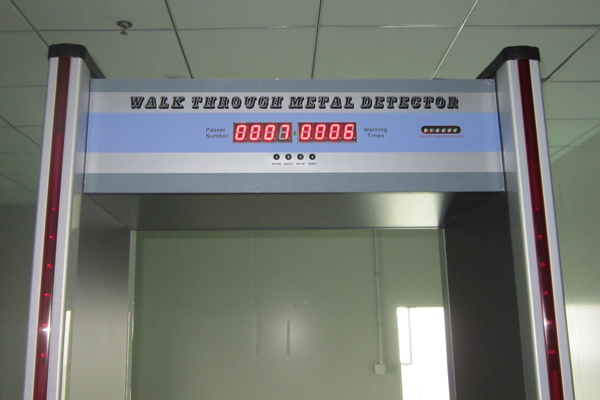 WALK THROUGH METAL DETECTOR
Passer Number 0007 0006 Warning Times